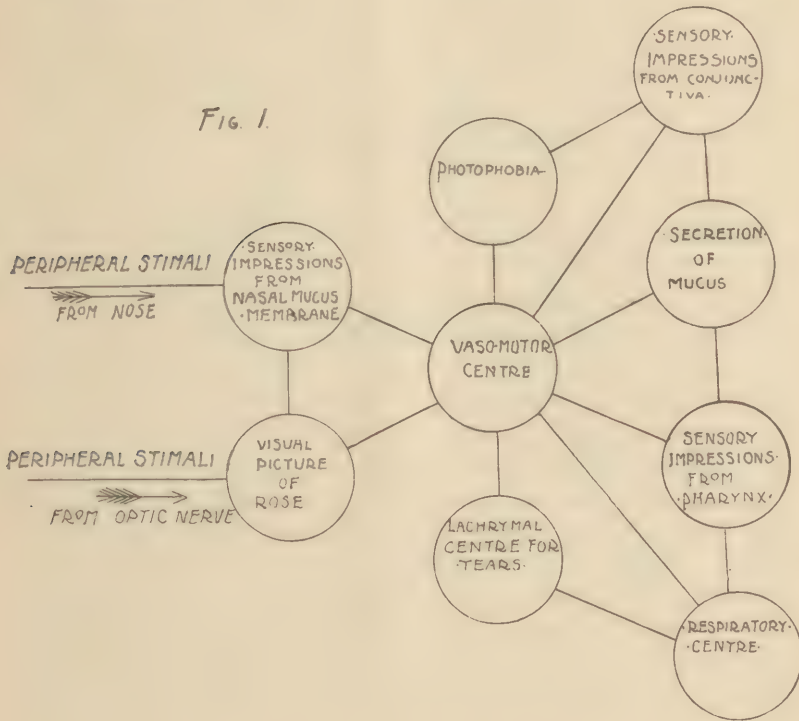 FIG. 1.
·SENSORY·
IMPRESSIONS
FROM CONJUNC-
TIVA·
PHOTOPHOBIA
PERIPHERAL STIMALI
FROM NOSE
·SENSORY·
IMPRESSIONS
FROM
NASAL MUCUS
·MEMBRANE
·SECRETION·
OF
MUCUS
VASO-MOTOR
CENTRE
PERIPHERAL STIMALI
FROM OPTIC NERVE
VISUAL
PICTURE
OF
ROSE
SENSORY
IMPRESSIONS·
FROM
·PHARYNX·
LACHRYMAL
CENTRE FOR
·TEARS·
·RESPIRATORY·
·CENTRE·